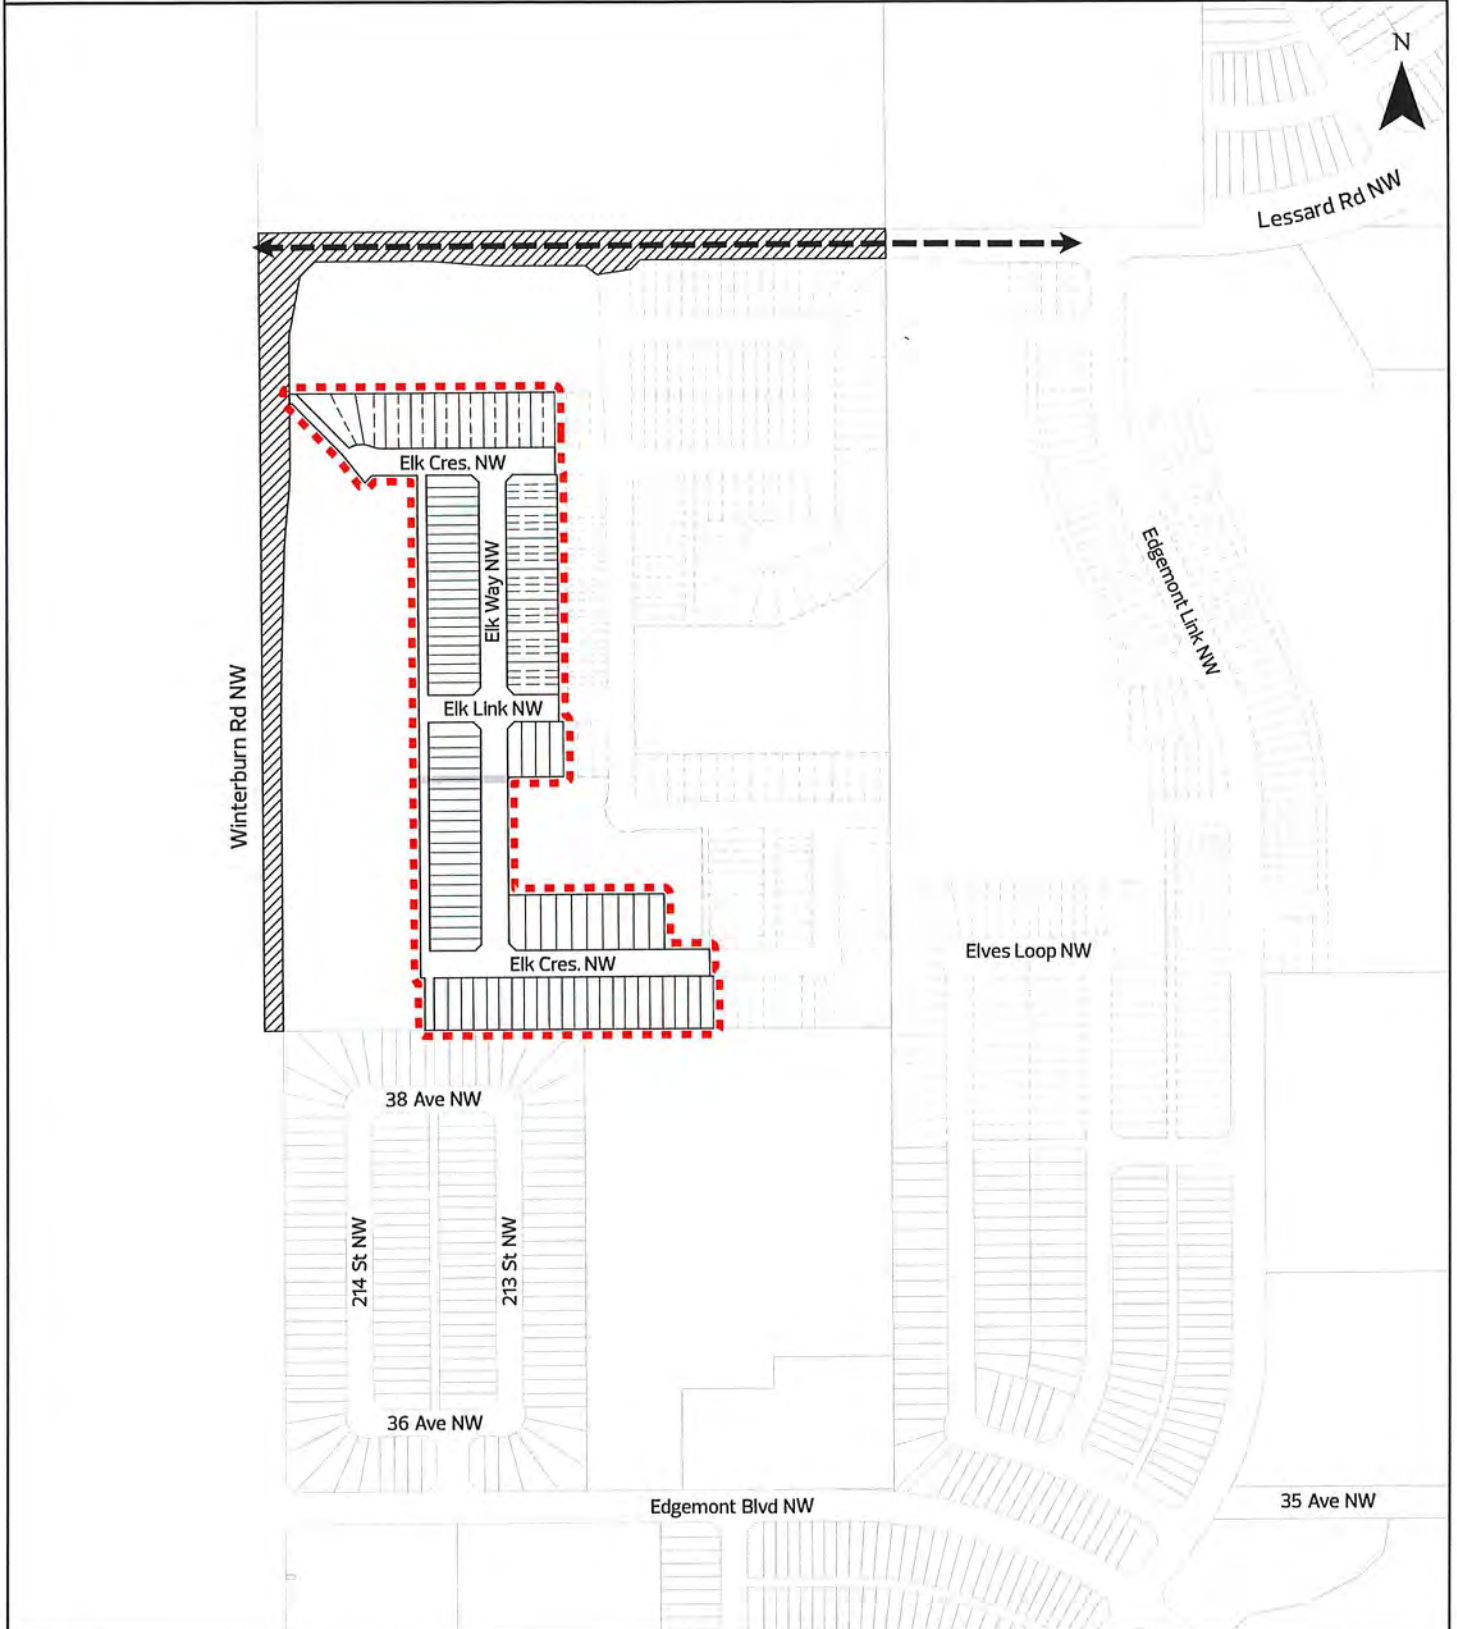 N
Lessard Rd NW
Elk Cres. NW
Elk Way NW
Edgemont Link NW
Winterburn Rd NW
Elk Link NW
Elves Loop NW
Elk Cres. NW
38 Ave NW
214 St NW
213 St NW
36 Ave NW
Edgemont Blvd NW
35 Ave NW